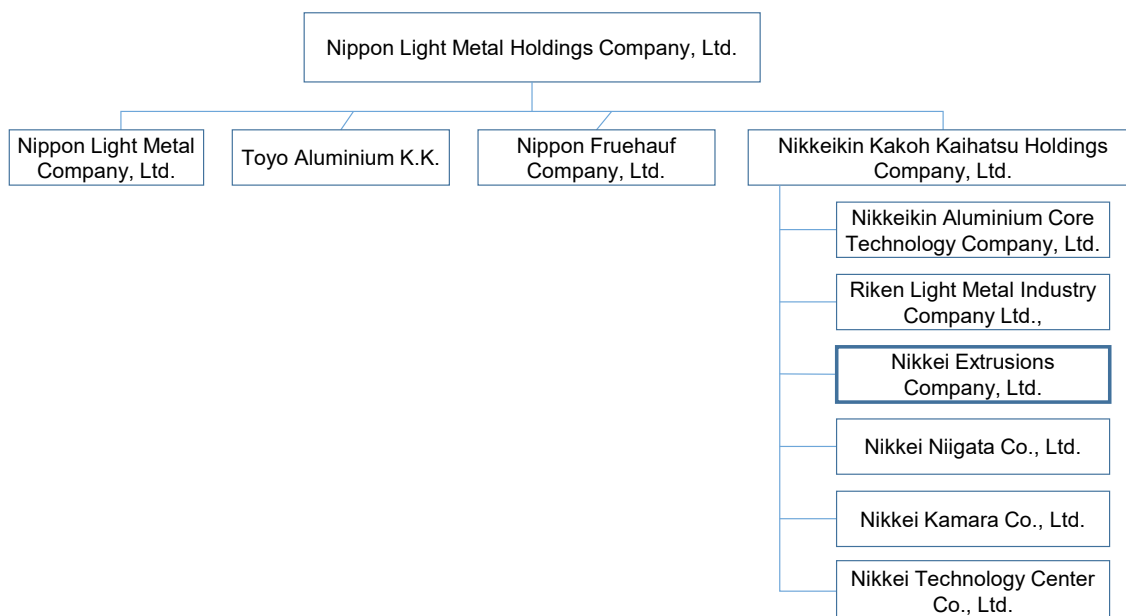 Nippon Light Metal Holdings Company, Ltd.
Nippon Light Metal
Company, Ltd.
Toyo Aluminium K.K.
Nippon Fruehauf
Company, Ltd.
Nikkeikin Kakoh Kaihatsu Holdings
Company, Ltd.
Nikkeikin Aluminium Core
Technology Company, Ltd.
Riken Light Metal Industry
Company Ltd.,
Nikkei Extrusions
Company, Ltd.
Nikkei Niigata Co., Ltd.
Nikkei Kamara Co., Ltd.
Nikkei Technology Center
Co., Ltd.